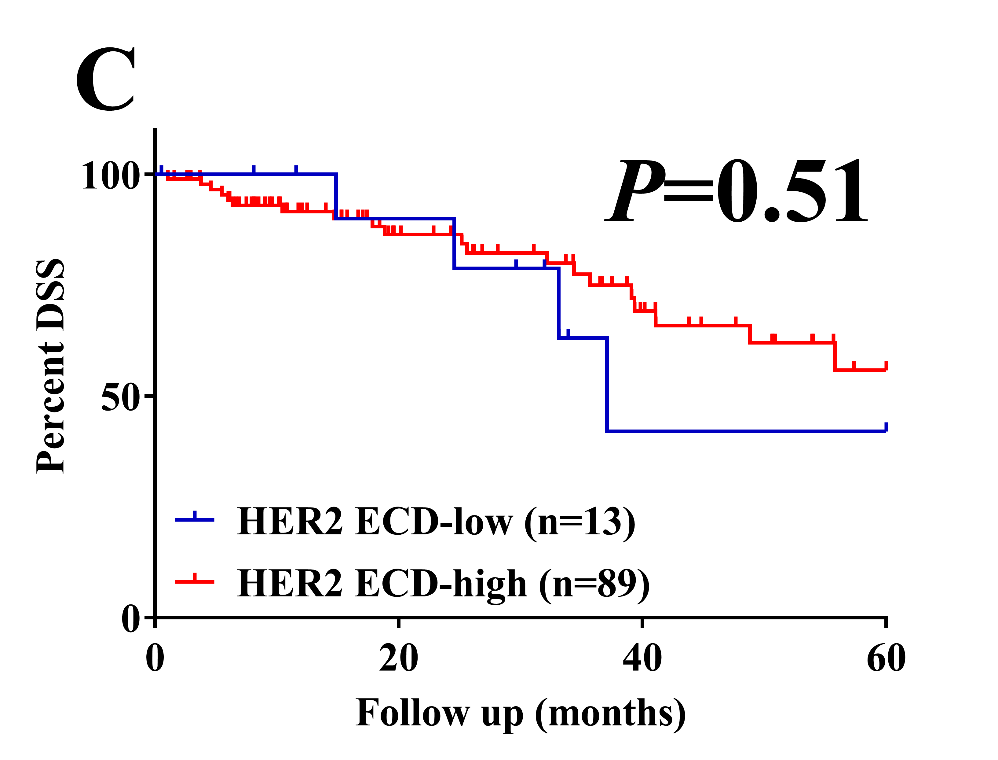 C
P=0.51
100
50
0
Percent DSS
HER2 ECD-low (n=13)
HER2 ECD-high (n=89)
0 20 40 60
Follow up (months)